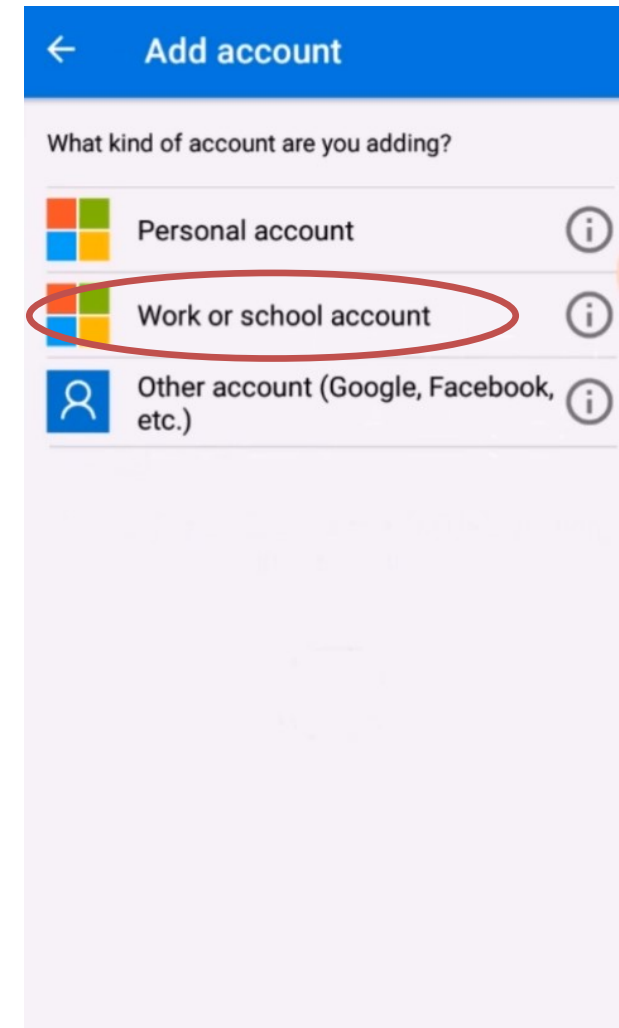 Add account
What kind of account are you adding?
Personal account
Work or school account
Other account (Google, Facebook,
etc.)